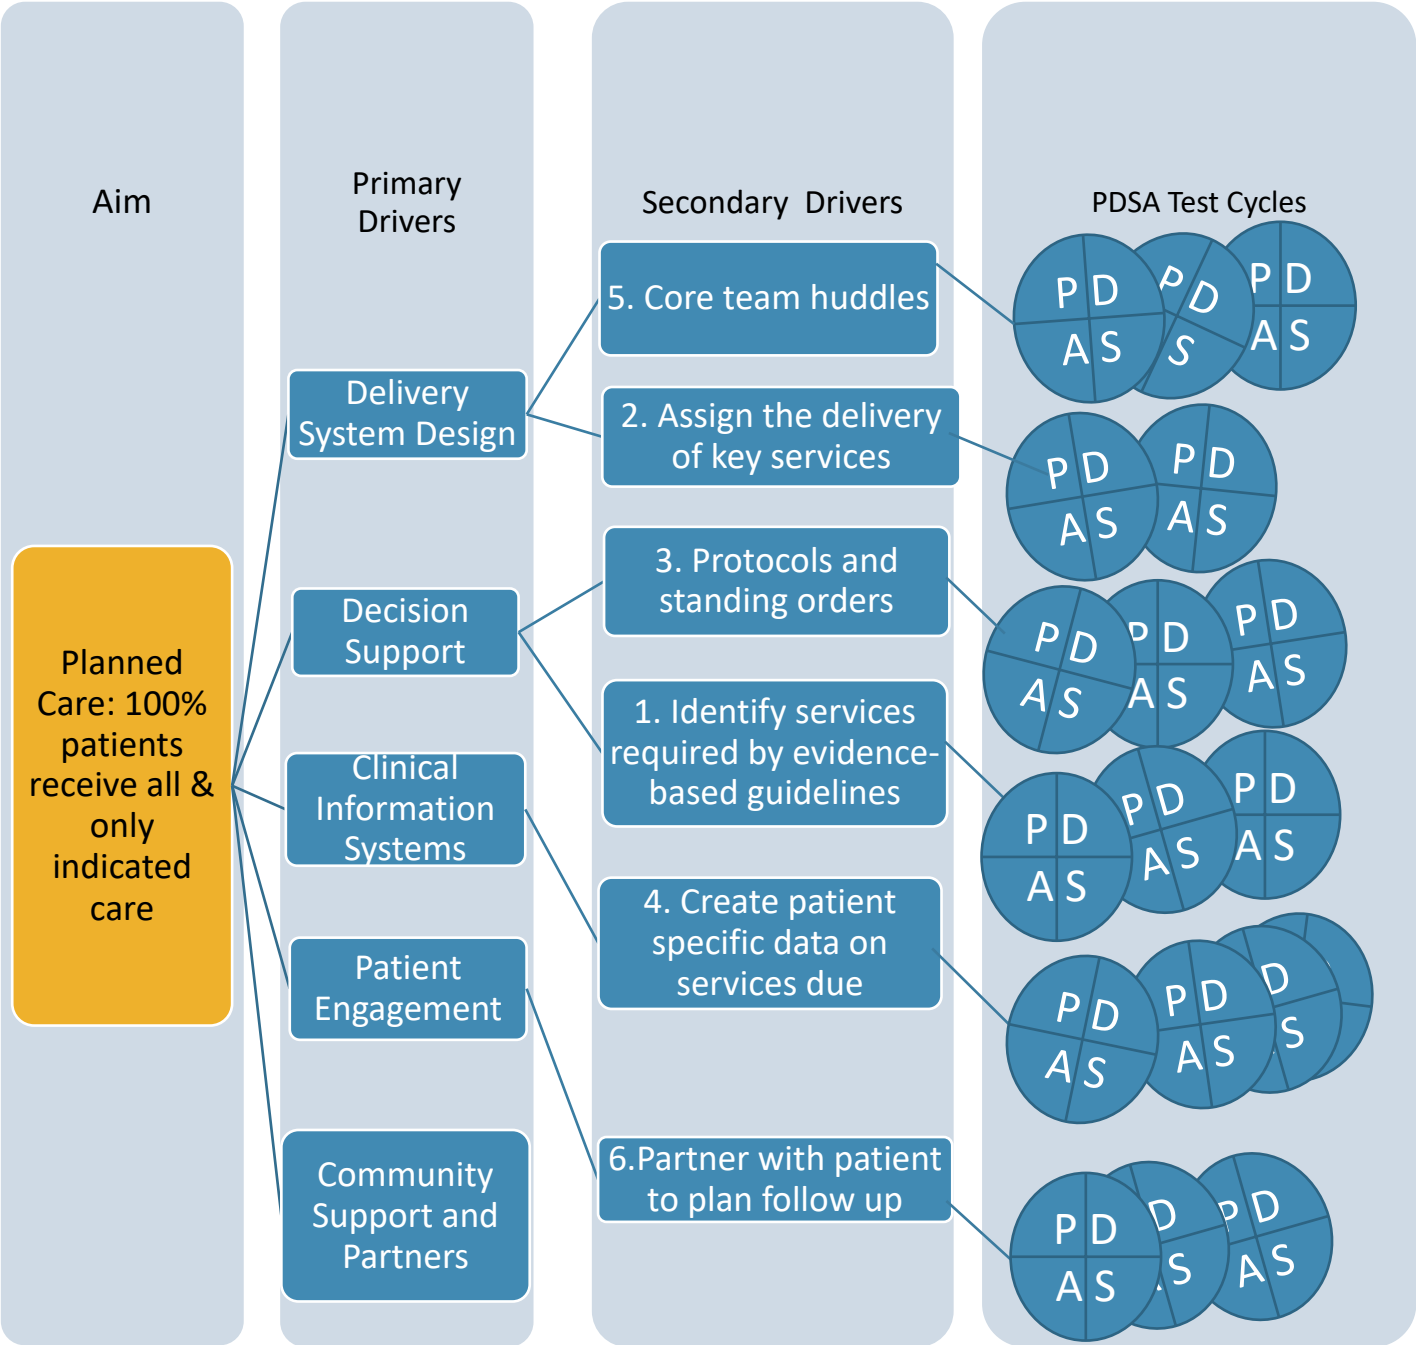 Aim
Primary
Drivers
Secondary Drivers
PDSA Test Cycles
Planned
Care: 100%
patients
receive all &
only
indicated
care
Delivery
System Design
Decision
Support
Clinical
Information
Systems
Patient
Engagement
Community
Support and
Partners
5. Core team huddles
2. Assign the delivery
of key services
3. Protocols and
standing orders
1. Identify services
required by evidence-
based guidelines
4. Create patient
specific data on
services due
6.Partner with patient
to plan follow up
P D
A S
P D
S
P D
A S
P D
A S
P D
A S
P D
A S
P D
A S
P D
A S
P D
A S
P D
A S
P D
A S
P D
A S
P D
A S
D
S
P D
A S
D
S
P D
A S